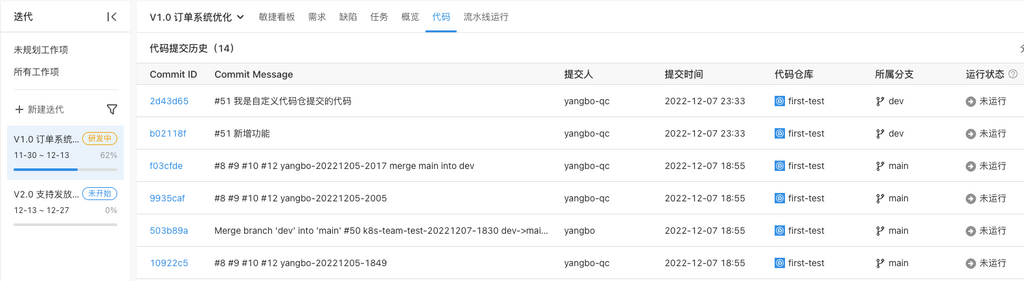 迭代
未规划工作项
所有工作项
新建迭代
V1.0 订单系统... 研发中
11-30 ~ 12-13 62%
V2.0 支持发放... 未开始
12-13 ~ 12-27 0%
V1.0 订单系统优化 敏捷看板 需求 缺陷 任务 概览 代码 流水线运行
代码提交历史（14）
Commit ID Commit Message 提交人 提交时间 代码仓库 所属分支 运行状态
2d43d65 #51 我是自定义代码仓提交的代码 yangbo-qc 2022-12-07 23:33 first-test dev 未运行
b02118f #51 新增功能 yangbo-qc 2022-12-07 23:33 first-test dev 未运行
f03cfde #8 #9 #10 #12 yangbo-20221205-2017 merge main into dev yangbo-qc 2022-12-07 18:55 first-test main 未运行
9935caf #8 #9 #10 #12 yangbo-20221205-2005 yangbo-qc 2022-12-07 18:55 first-test main 未运行
503b89a Merge branch 'dev' into 'main' #50 k8s-team-test-20221207-1830 dev->mai... yangbo 2022-12-07 18:55 first-test main 未运行
10922c5 #8 #9 #10 #12 yangbo-20221205-1849 yangbo-qc 2022-12-07 18:55 first-test main 未运行